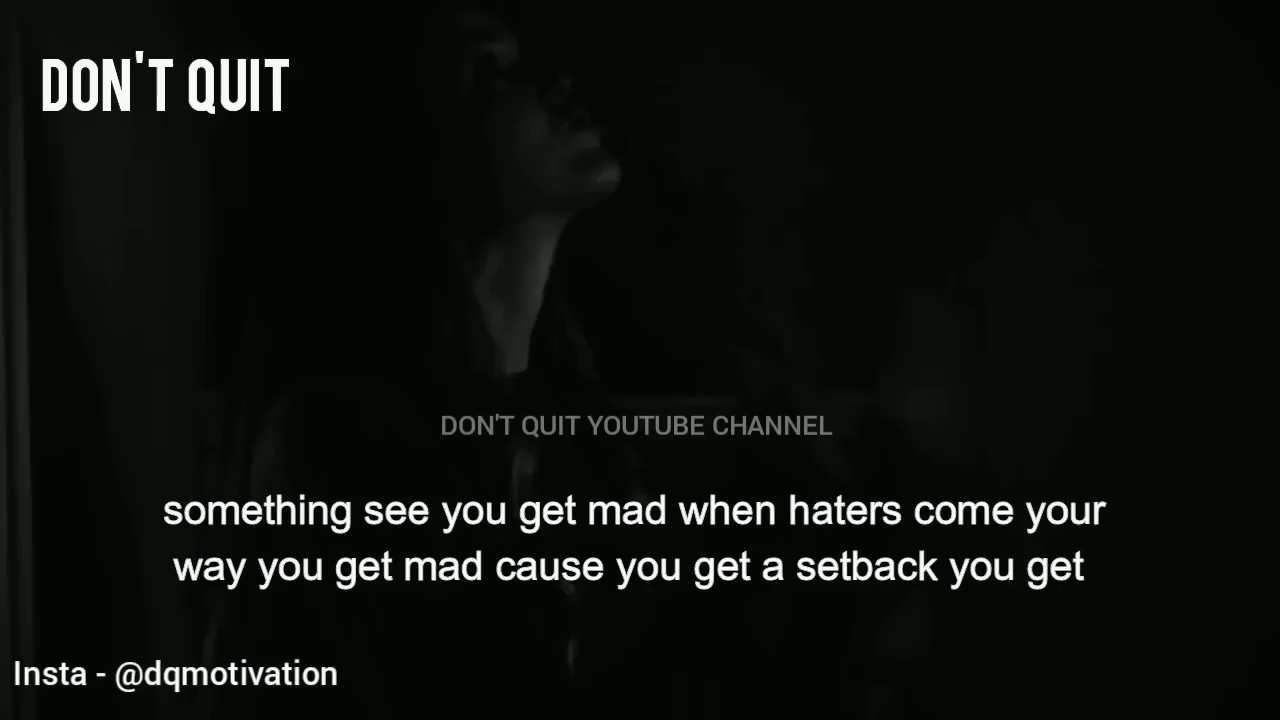 DON'T QUIT
DON'T QUIT YOUTUBE CHANNEL
something see you get mad when haters come your
way you get mad cause you get a setback you get
Insta - @dqmotivation